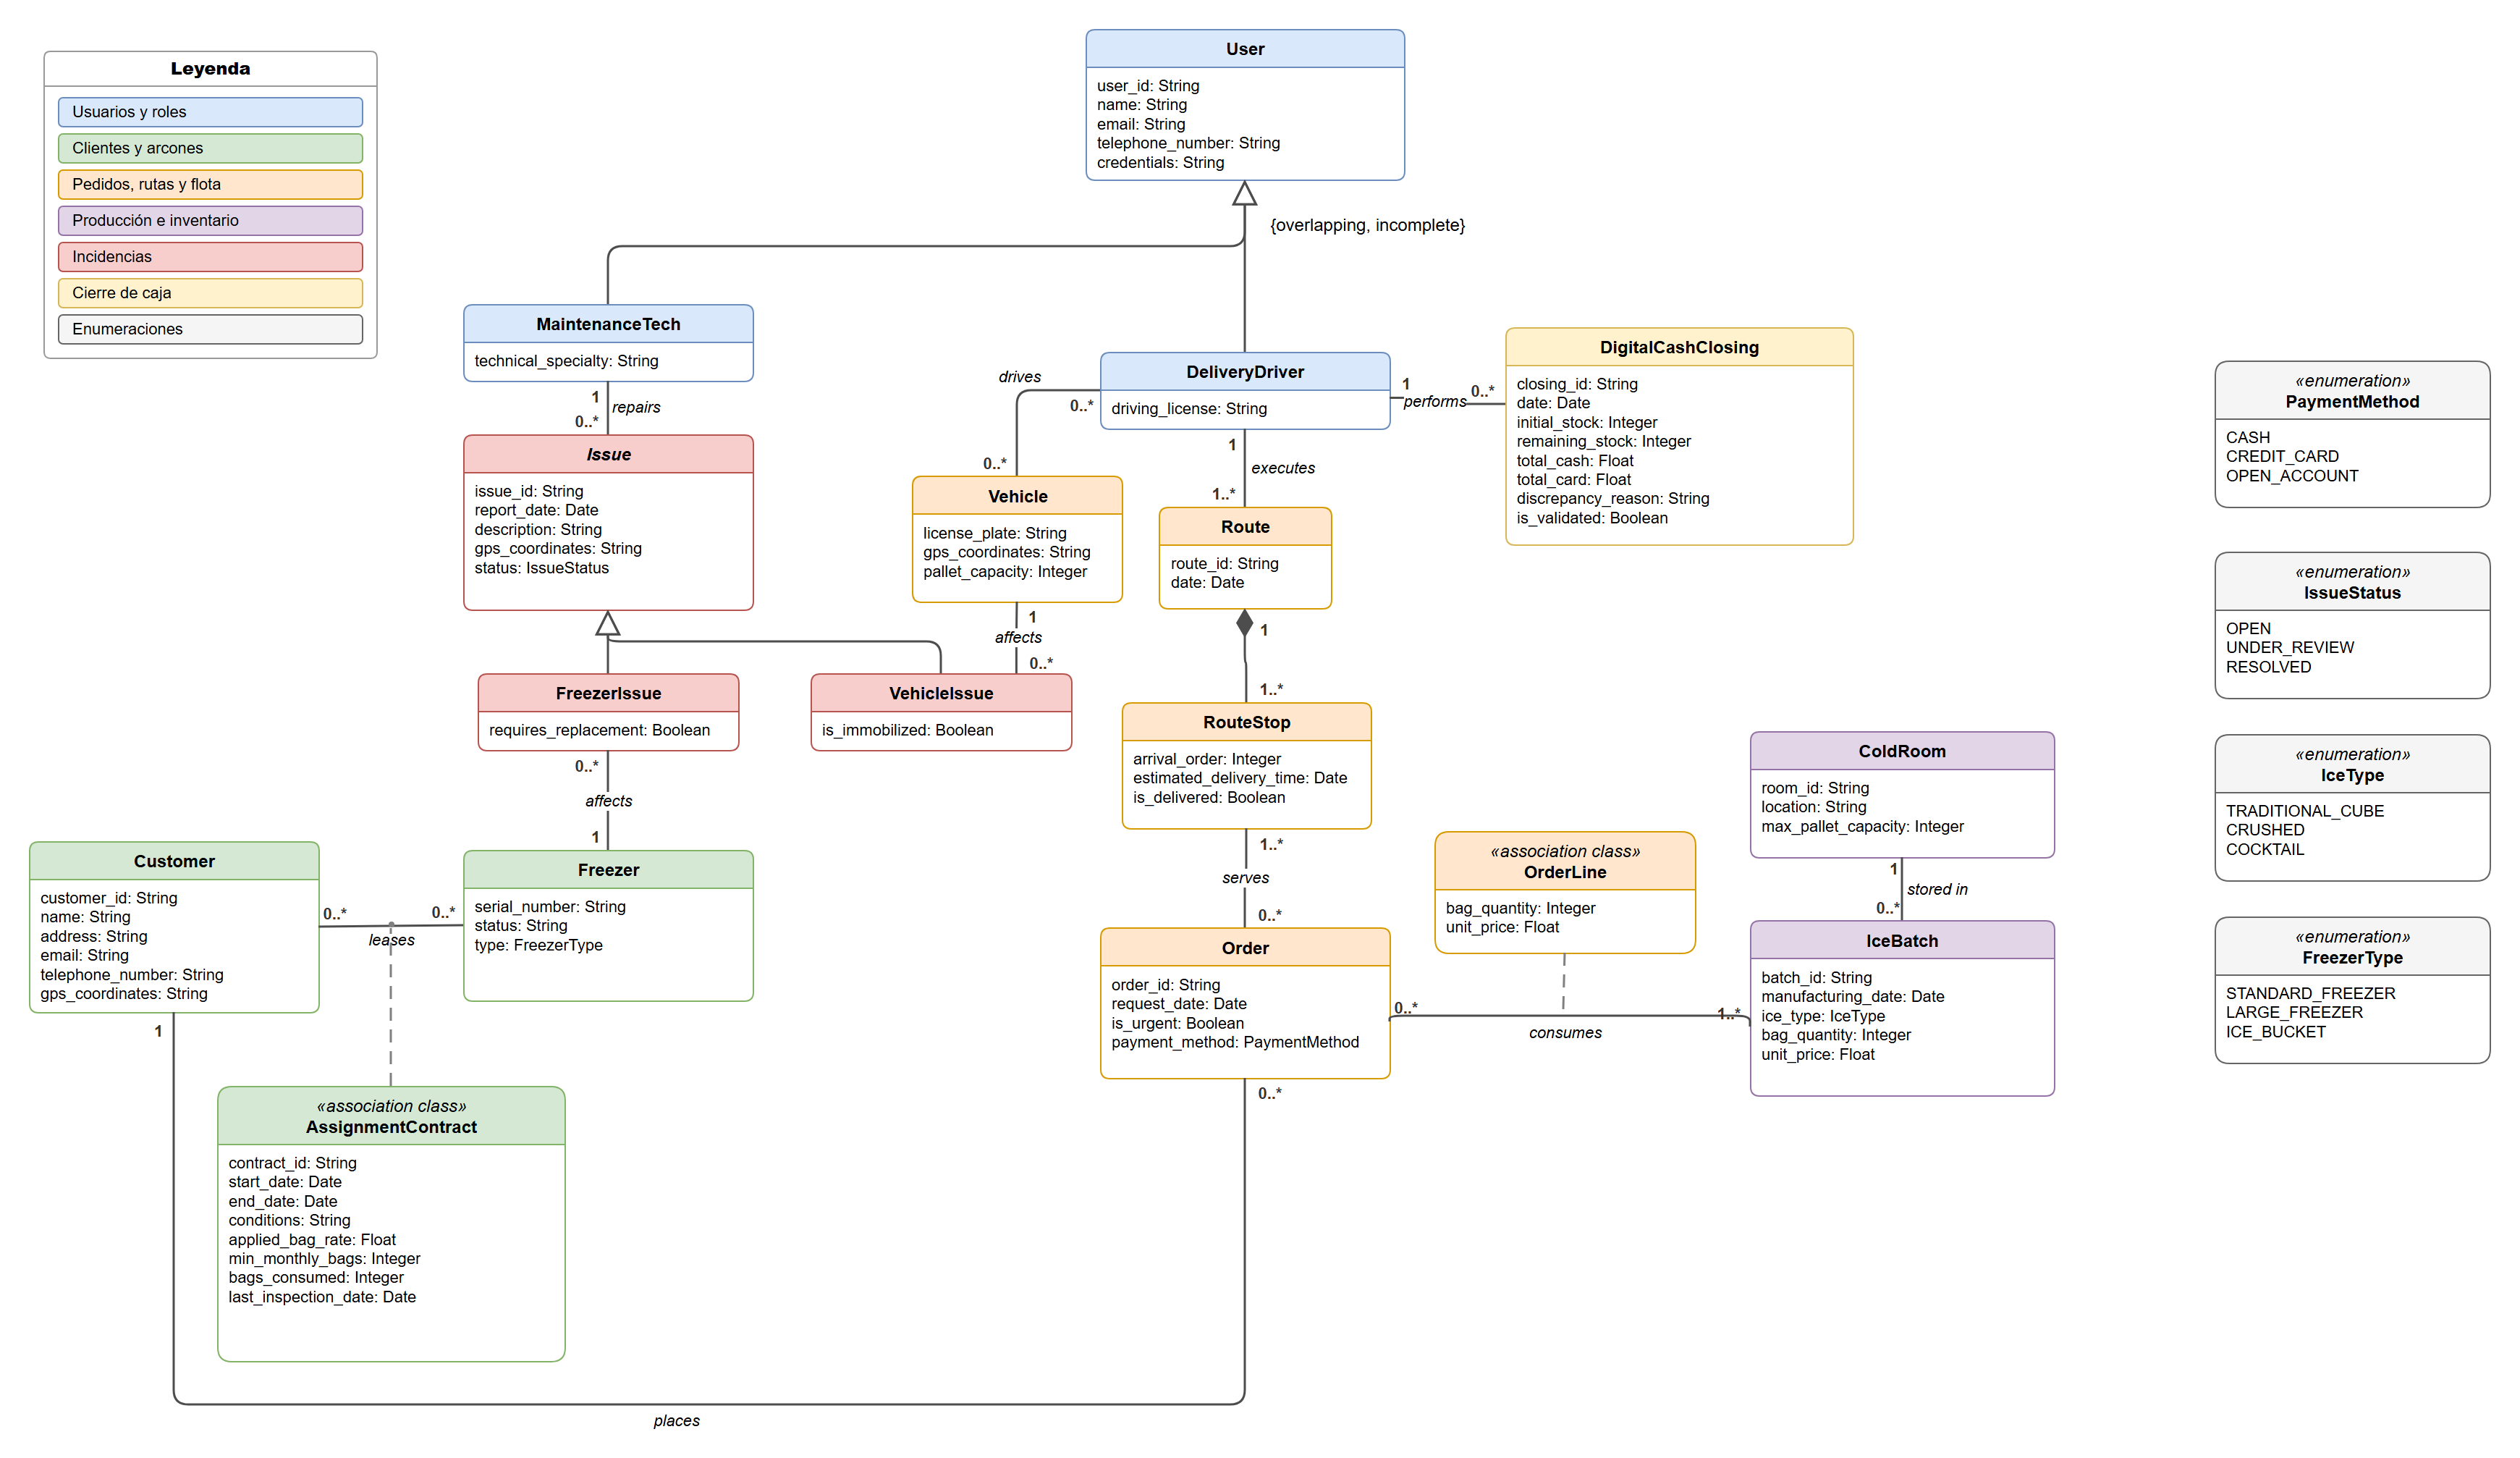 Leyenda
Usuarios y roles
Clientes y arcones
Pedidos, rutas y flota
Producción e inventario
Incidencias
Cierre de caja
Enumeraciones
User
user_id: String
name: String
email: String
telephone_number: String
credentials: String
{overlapping, incomplete}
MaintenanceTech
technical_specialty: String
1
0..*
repairs
Issue
issue_id: String
report_date: Date
description: String
gps_coordinates: String
status: IssueStatus
drives
0..*
0..*
DeliveryDriver
driving_license: String
1
performs
0..*
DigitalCashClosing
closing_id: String
date: Date
initial_stock: Integer
remaining_stock: Integer
total_cash: Float
total_card: Float
discrepancy_reason: String
is_validated: Boolean
Vehicle
license_plate: String
gps_coordinates: String
pallet_capacity: Integer
1
executes
1..*
Route
route_id: String
date: Date
1
affects
0..*
1
1..*
FreezerIssue
requires_replacement: Boolean
VehicleIssue
is_immobilized: Boolean
RouteStop
arrival_order: Integer
estimated_delivery_time: Date
is_delivered: Boolean
0..*
affects
1
1..*
serves
0..*
Customer
customer_id: String
name: String
address: String
email: String
telephone_number: String
gps_coordinates: String
0..*
0..*
leases
Freezer
serial_number: String
status: String
type: FreezerType
«association class»
OrderLine
bag_quantity: Integer
unit_price: Float
ColdRoom
room_id: String
location: String
max_pallet_capacity: Integer
1
stored in
0..*
Order
order_id: String
request_date: Date
is_urgent: Boolean
payment_method: PaymentMethod
0..*
1..*
consumes
IceBatch
batch_id: String
manufacturing_date: Date
ice_type: IceType
bag_quantity: Integer
unit_price: Float
1
0..*
«association class»
AssignmentContract
contract_id: String
start_date: Date
end_date: Date
conditions: String
applied_bag_rate: Float
min_monthly_bags: Integer
bags_consumed: Integer
last_inspection_date: Date
places
«enumeration»
PaymentMethod
CASH
CREDIT_CARD
OPEN_ACCOUNT
«enumeration»
IssueStatus
OPEN
UNDER_REVIEW
RESOLVED
«enumeration»
IceType
TRADITIONAL_CUBE
CRUSHED
COCKTAIL
«enumeration»
FreezerType
STANDARD_FREEZER
LARGE_FREEZER
ICE_BUCKET